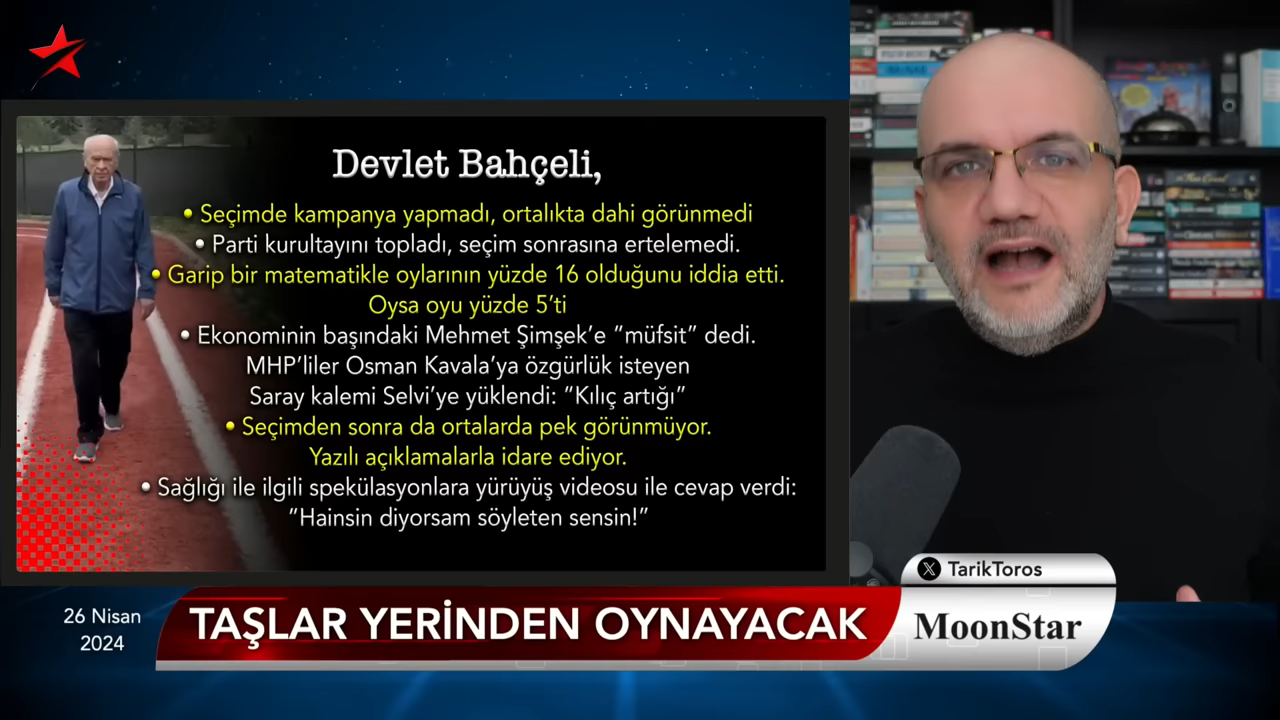 Devlet Bahçeli,
• Seçimde kampanya yapmadı, ortalıkta dahi görünmedi
• Parti kurultayını topladı, seçim sonrasına ertelemedi.
• Garip bir matematikle oylarının yüzde 16 olduğunu iddia etti.
Oysa oyu yüzde 5’ti
• Ekonominin başındaki Mehmet Şimşek’e “müfsit” dedi.
MHP’liler Osman Kavala’ya özgürlük isteyen
Saray kalemi Selvi’ye yüklendi: “Kılıç artığı”
• Seçimden sonra da ortalarda pek görünmüyor.
Yazılı açıklamalarla idare ediyor.
• Sağlığı ile ilgili spekülasyonlara yürüyüş videosu ile cevap verdi:
“Hainsin diyorsam söyleten sensin!”
X TarikToros
26 Nisan
2024
TAŞLAR YERİNDEN OYNAYACAK
MoonStar